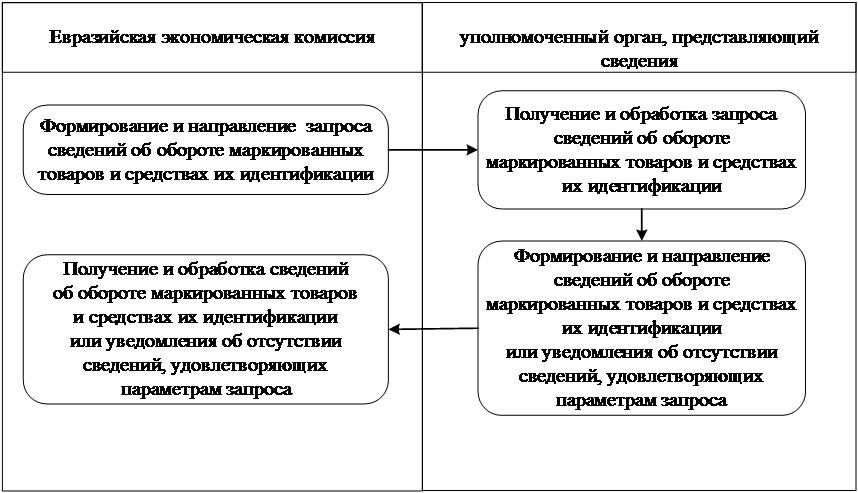 Евразийская экономическая комиссия
уполномоченный орган, представляющий
сведения
Формирование и направление запроса
сведений об обороте маркированных
товаров и средствах их идентификации
Получение и обработка запроса
сведений об обороте
маркированных товаров и средствах
их идентификации
Формирование и направление
сведений об обороте
маркированных товаров и средствах
их идентификации
или уведомления об отсутствии
сведений, удовлетворяющих
параметрам запроса
Получение и обработка сведений
об обороте маркированных товаров
и средствах их идентификации
или уведомления об отсутствии
сведений, удовлетворяющих
параметрам запроса